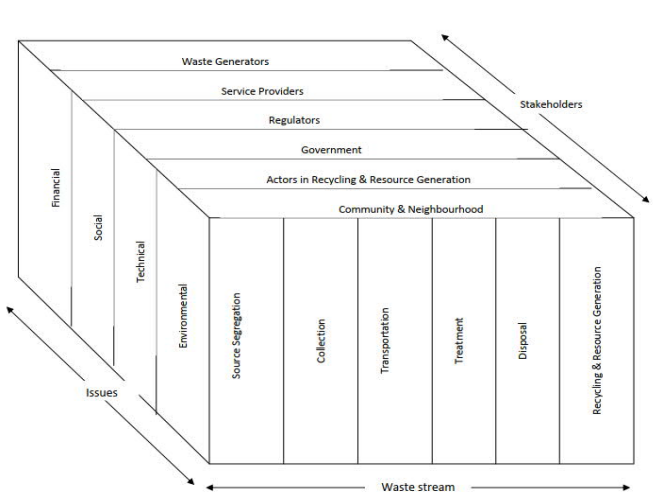 Waste Generators
Service Providers
Stakeholders
Regulators
Government
Actors in Recycling & Resource Generation
Community & Neighbourhood
Financial
Social
Technical
Environmental
Source Segregation
Collection
Transportation
Treatment
Disposal
Recycling & Resource Generation
Issues
Waste stream